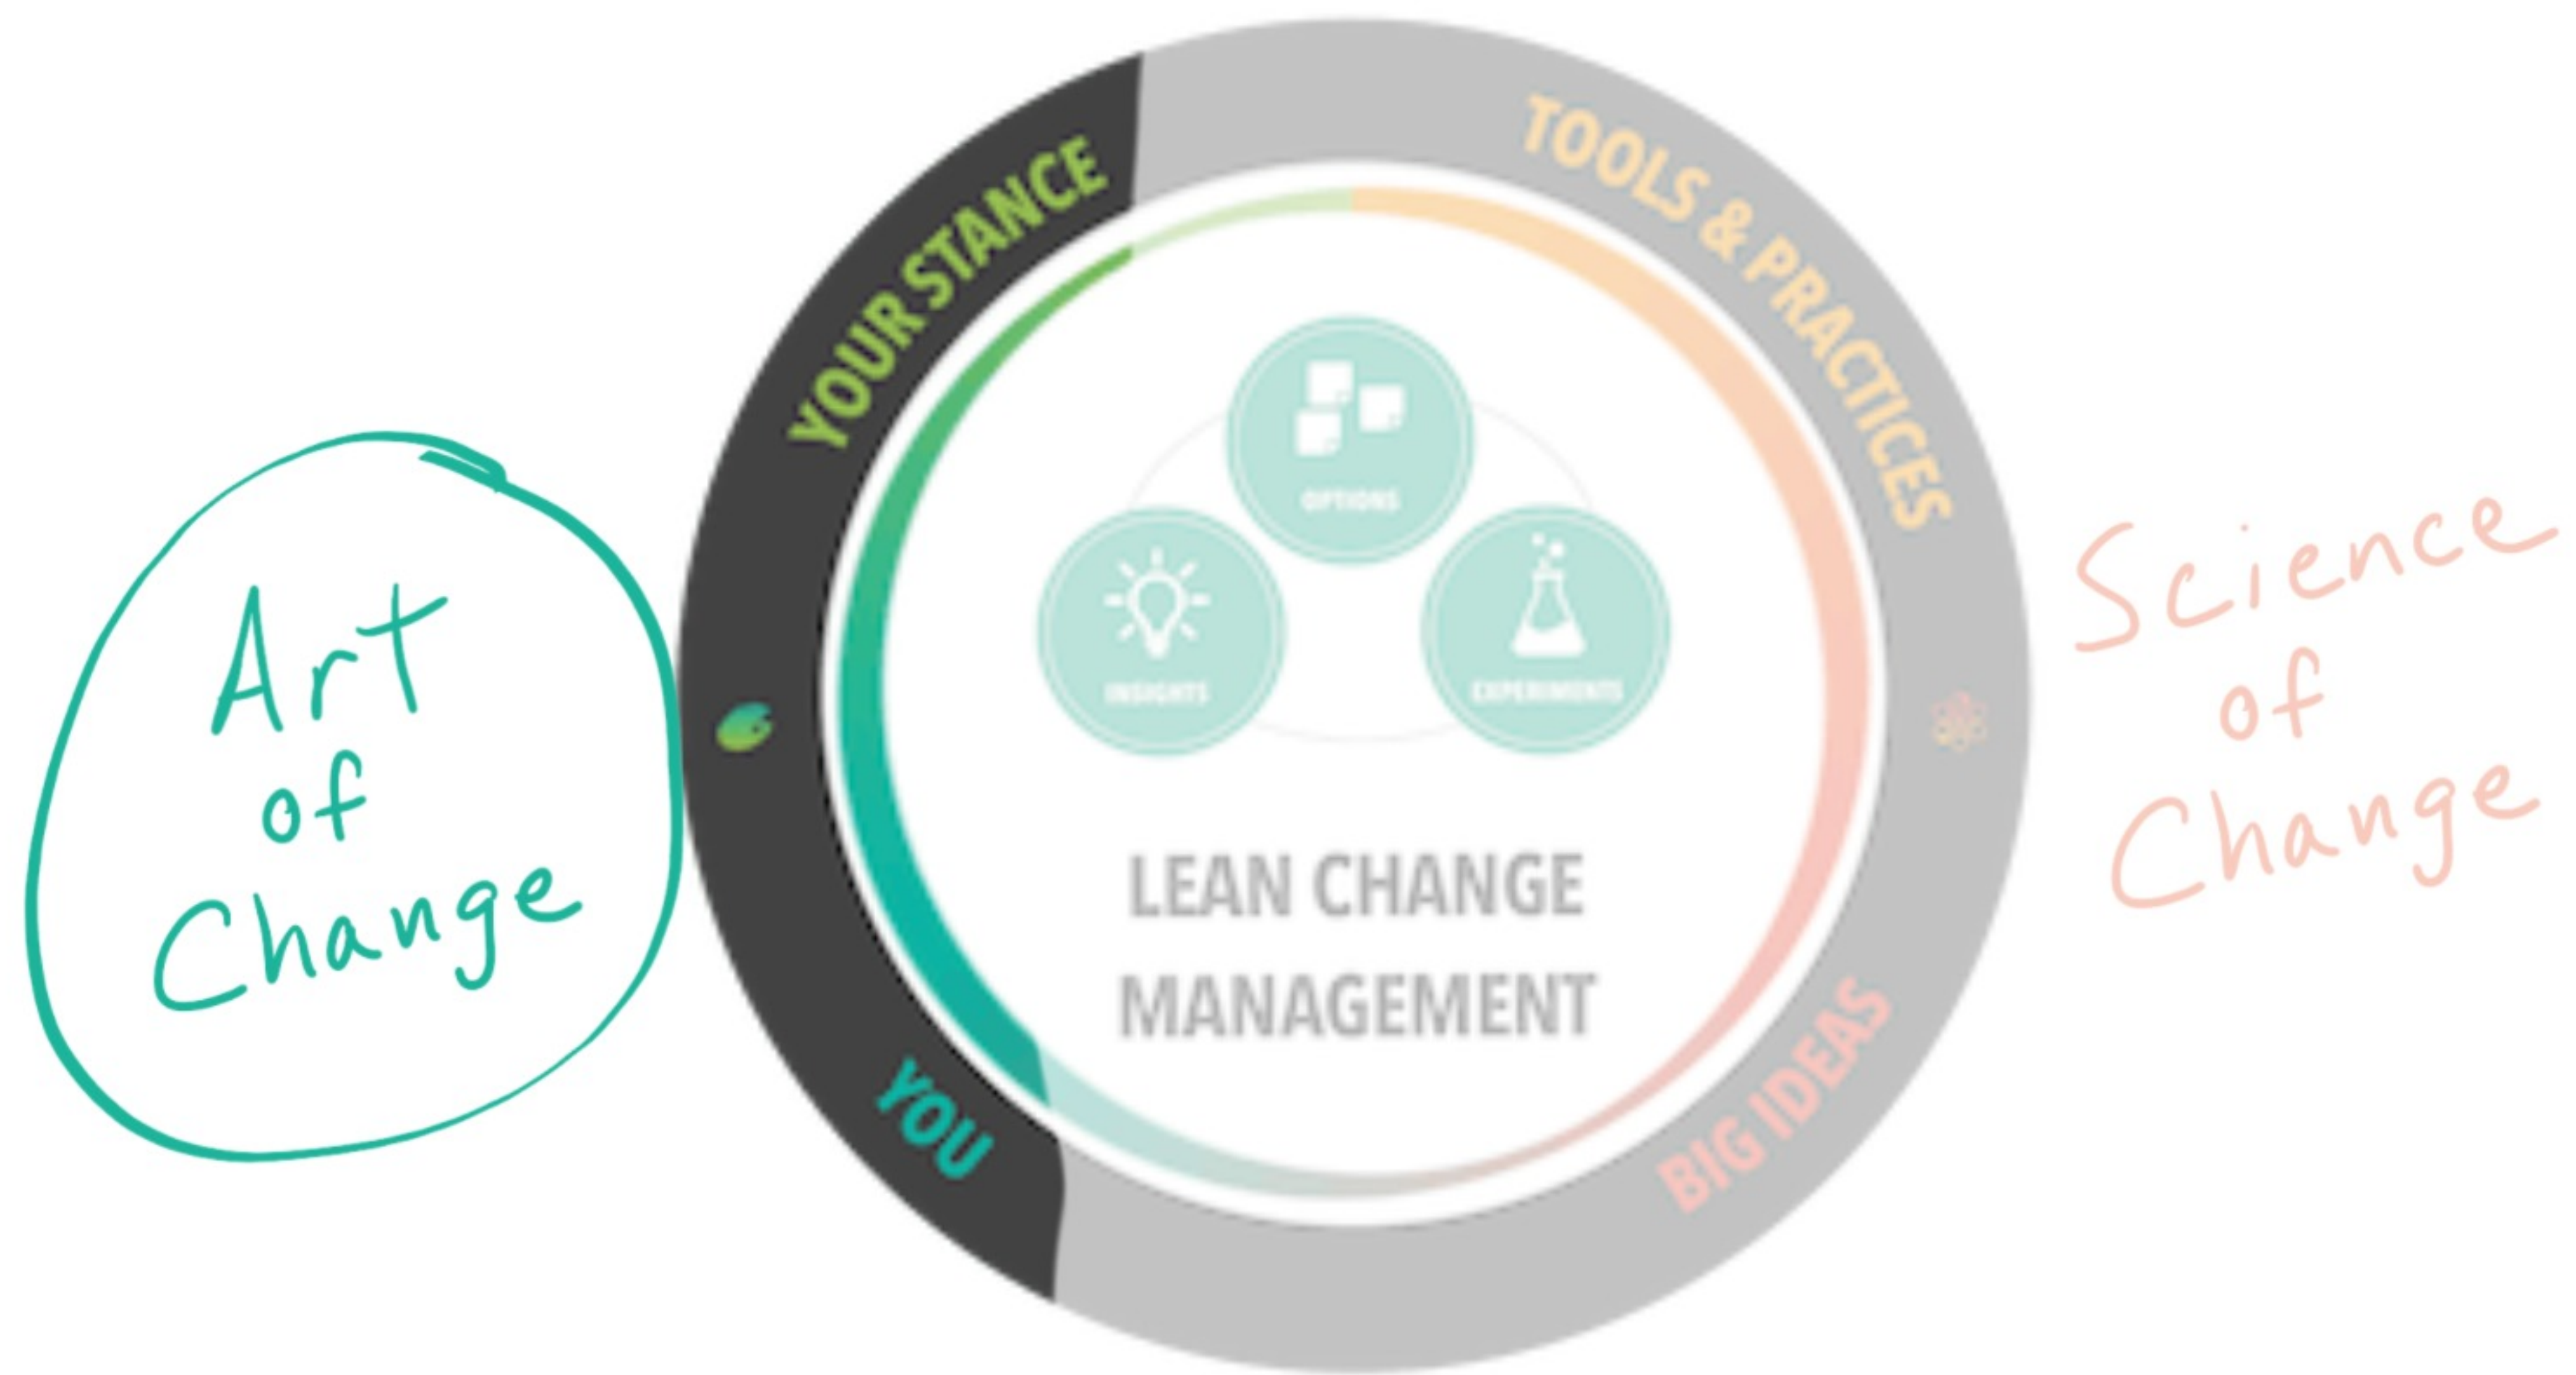 Art
of
Change
YOUR STANCE
YOU
TOOLS & PRACTICES
BIG IDEAS
OPTIONS
INSIGHTS
EXPERIMENTS
LEAN CHANGE
MANAGEMENT
Science
of
Change